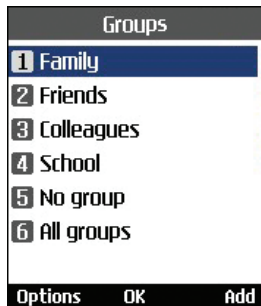 Groups
1 Family
2 Friends
3 Colleagues
4 School
5 No group
6 All groups
Options OK Add